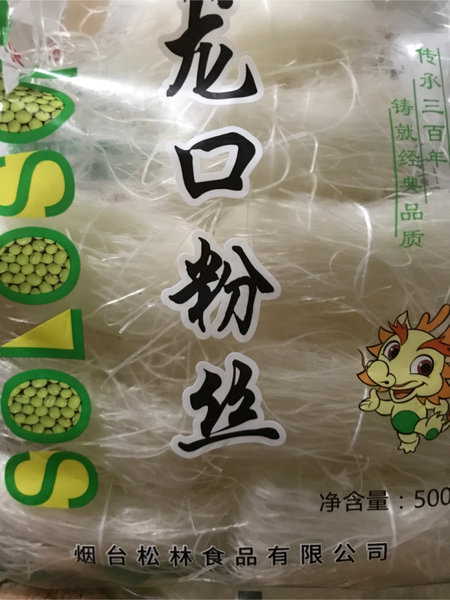 龙口粉丝
传承三百年
铸就经典品质
净含量：500
烟台松林食品有限公司